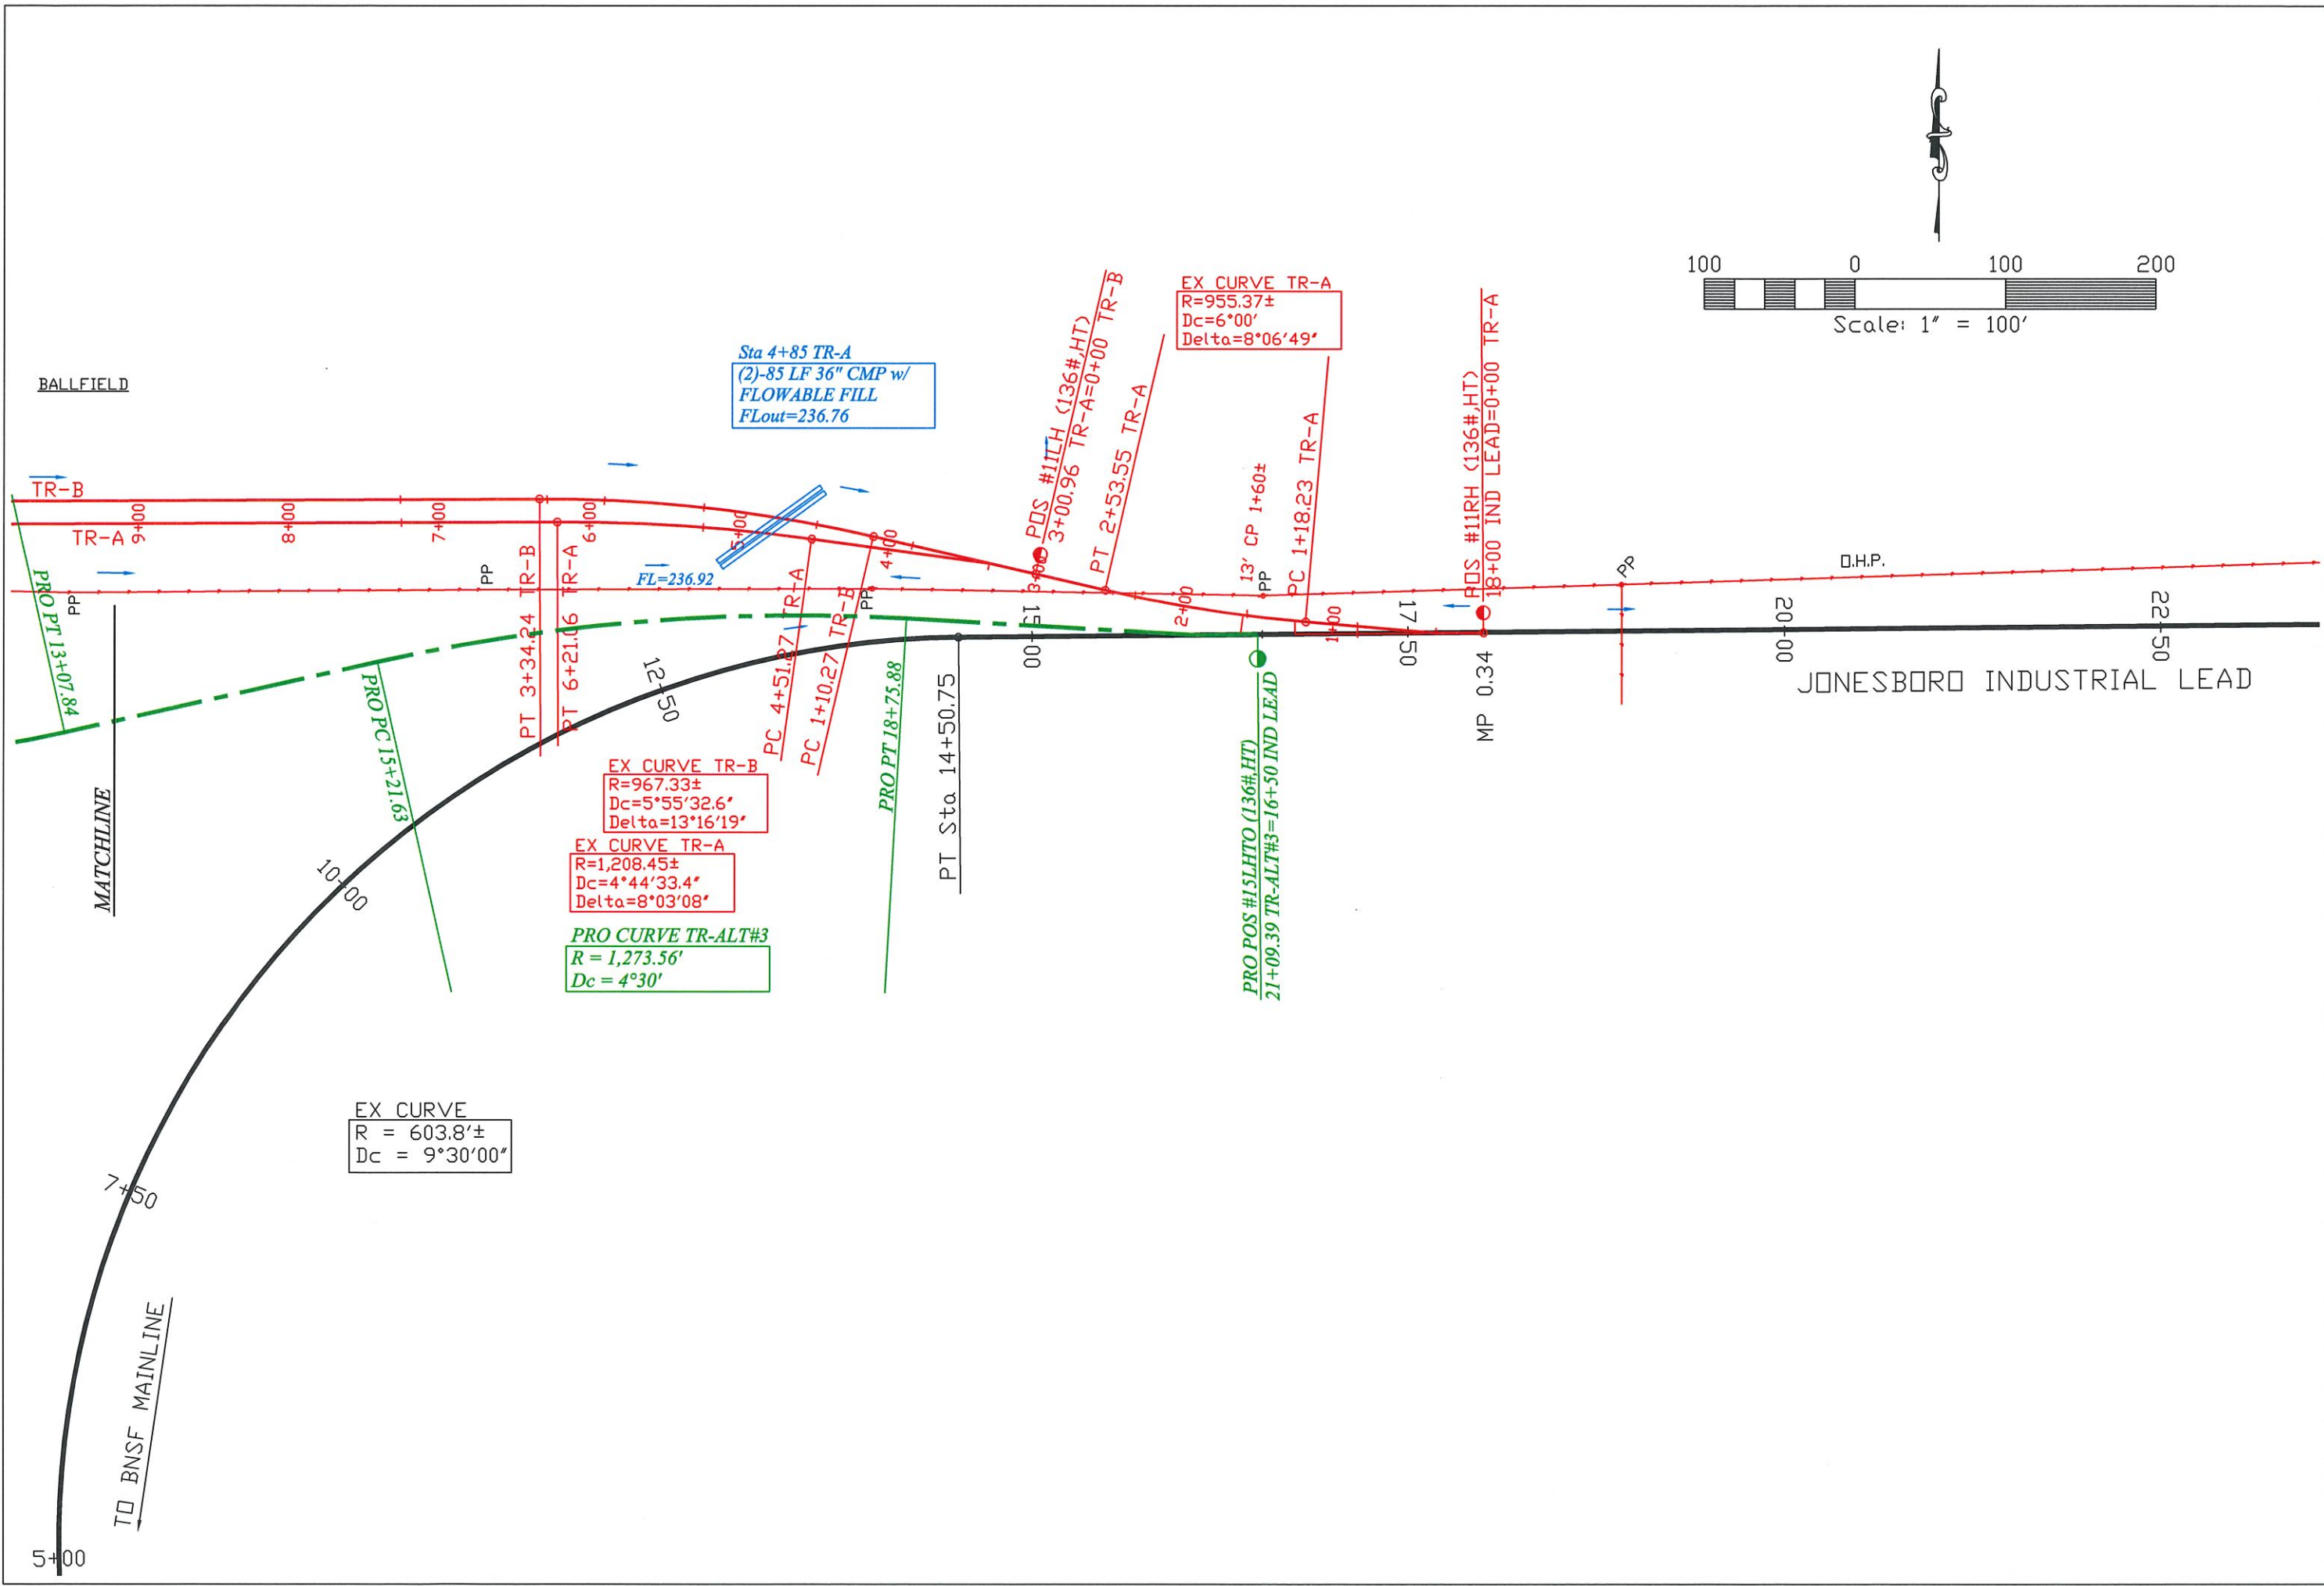 100 0 100 200
Scale: 1" = 100'
EX CURVE TR-A
R=955.37±
Dc=6°00'
Delta=8°06'49"
Sta 4+85 TR-A
(2)-85 LF 36" CMP w/
FLOWABLE FILL
FLout=236.76
BALLFIELD
POS #11LH (136#,HT)
3+00.96 TR-A=0+00 TR-B
PT 2+53.55 TR-A
13' CP 1+60±
PC 1+18.23 TR-A
POS #11RH (136#,HT)
18+00 IND LEAD=0+00 TR-A
TR-B
TR-A
9+00
8+00
7+00
6+00
5+00
4+00
3+00
2+00
1+00
O.H.P.
PP
PP
PP
PP
PP
FL=236.92
PRO PT 13+07.84
MATCHLINE
PRO PC 15+21.63
PT 3+34.24 TR-B
PT 6+21.06 TR-A
PC 4+51.27 TR-A
PC 1+10.27 TR-B
PRO PT 18+75.88
PT Sta 14+50.75
12+50
15+00
17+50
20+00
22+50
MP 0.34
JONESBORO INDUSTRIAL LEAD
PRO POS #15LHTO (136#,HT)
21+09.39 TR-ALT#3=16+50 IND LEAD
EX CURVE TR-B
R=967.33±
Dc=5°55'32.6"
Delta=13°16'19"
EX CURVE TR-A
R=1,208.45±
Dc=4°44'33.4"
Delta=8°03'08"
PRO CURVE TR-ALT#3
R = 1,273.56'
Dc = 4°30'
10+00
EX CURVE
R = 603.8'±
Dc = 9°30'00"
7+50
TO BNSF MAINLINE
5+00